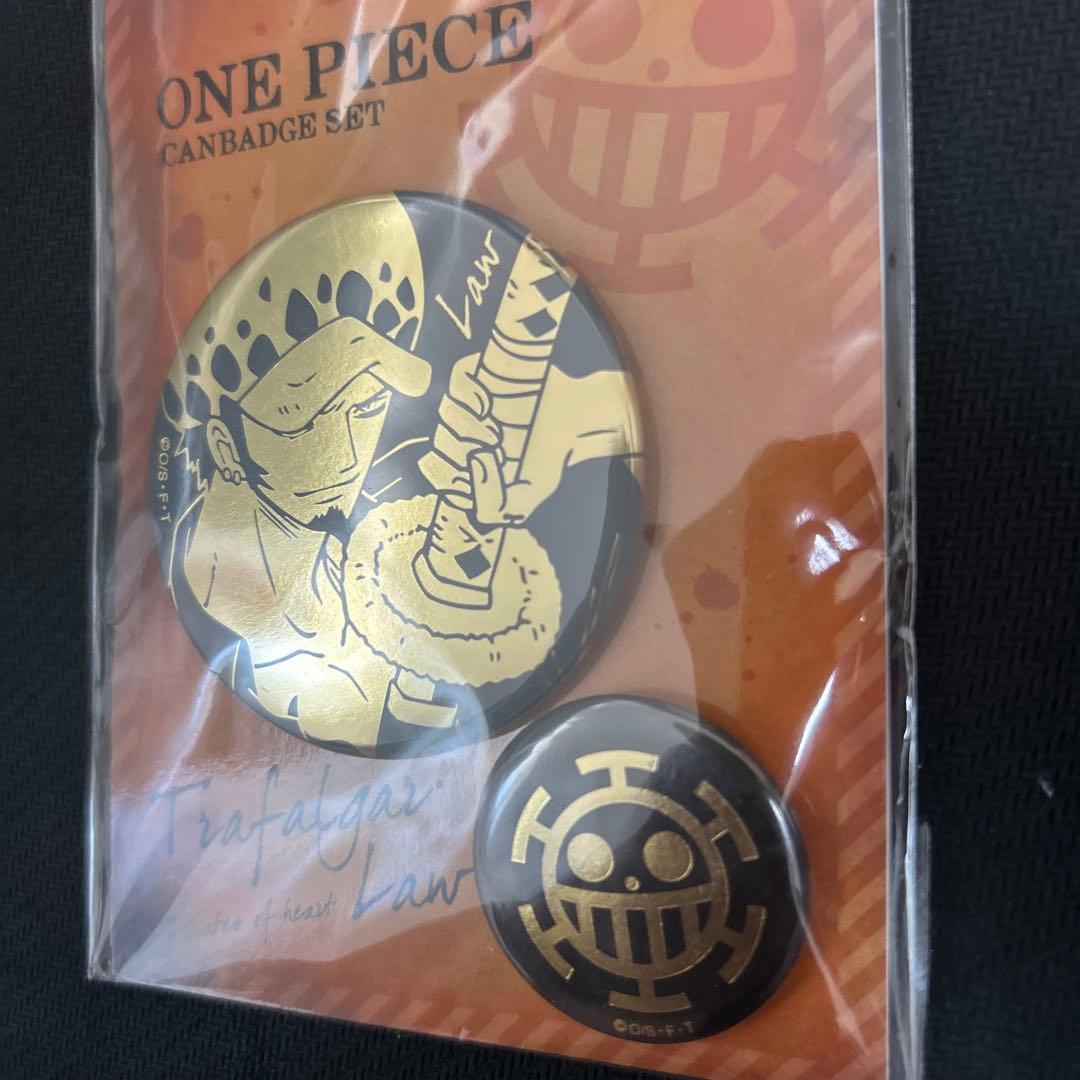 ONE PIECE
CANBADGE SET
Law
©O/S・F・T
Trafalgar・
Law
of heart
©O/S・F・T